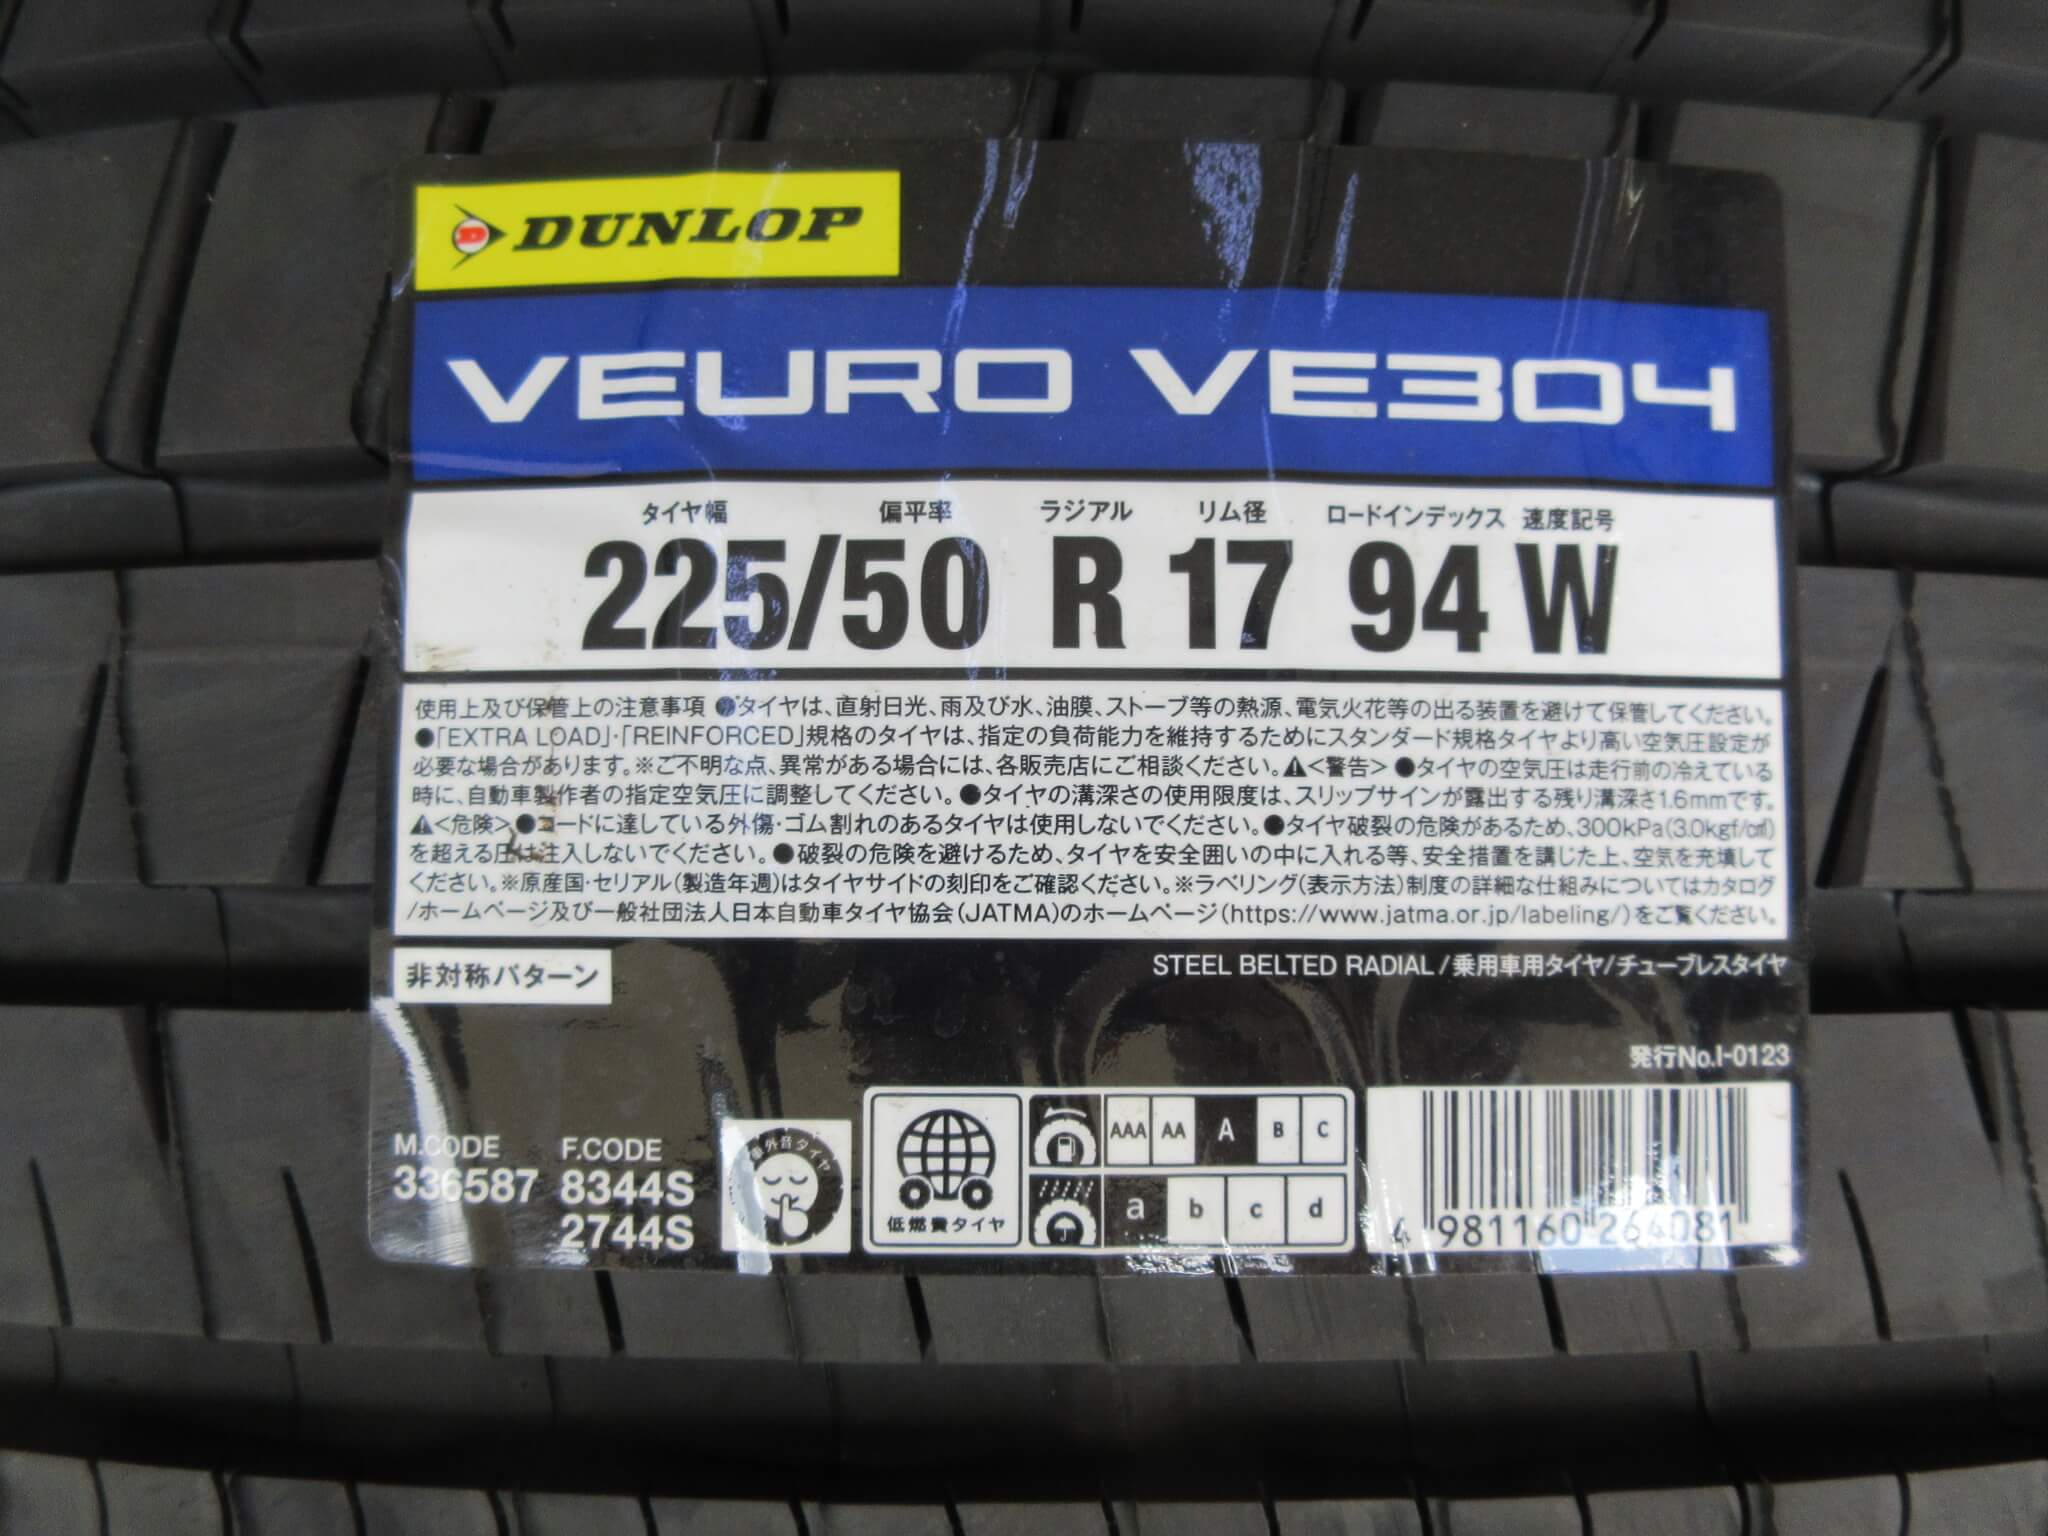 DUNLOP
VEURO VE304
タイヤ幅 偏平率 ラジアル リム径 ロードインデックス 速度記号
225/50 R 17 94 W
使用上及び保管上の注意事項 ●タイヤは、直射日光、雨及び水、油膜、ストーブ等の熱源、電気火花等の出る装置を避けて保管してください。
●「EXTRA LOAD」・「REINFORCED」規格のタイヤは、指定の負荷能力を維持するためにスタンダード規格タイヤより高い空気圧設定が
必要な場合があります。※ご不明な点、異常がある場合には、各販売店にご相談ください。⚠<警告> ●タイヤの空気圧は走行前の冷えている
時に、自動車製作者の指定空気圧に調整してください。●タイヤの溝深さの使用限度は、スリップサインが露出する残り溝深さ1.6mmです。
⚠<危険>●コードに達している外傷・ゴム割れのあるタイヤは使用しないでください。●タイヤ破裂の危険があるため、300kPa(3.0kgf/㎠)
を超える圧は注入しないでください。●破裂の危険を避けるため、タイヤを安全囲いの中に入れる等、安全措置を講じた上、空気を充填して
ください。※原産国・セリアル(製造年週)はタイヤサイドの刻印をご確認ください。※ラベリング(表示方法)制度の詳細な仕組みについてはカタログ
/ホームページ及び一般社団法人日本自動車タイヤ協会(JATMA)のホームページ(https://www.jatma.or.jp/labeling/)をご覧ください。
非対称パターン
STEEL BELTED RADIAL/乗用車用タイヤ/チューブレスタイヤ
発行No.I-0123
M.CODE F.CODE
336587 8344S
2744S
車外音タイヤ
低燃費タイヤ
AAA AA A B C
a b c d
4 981160 264081